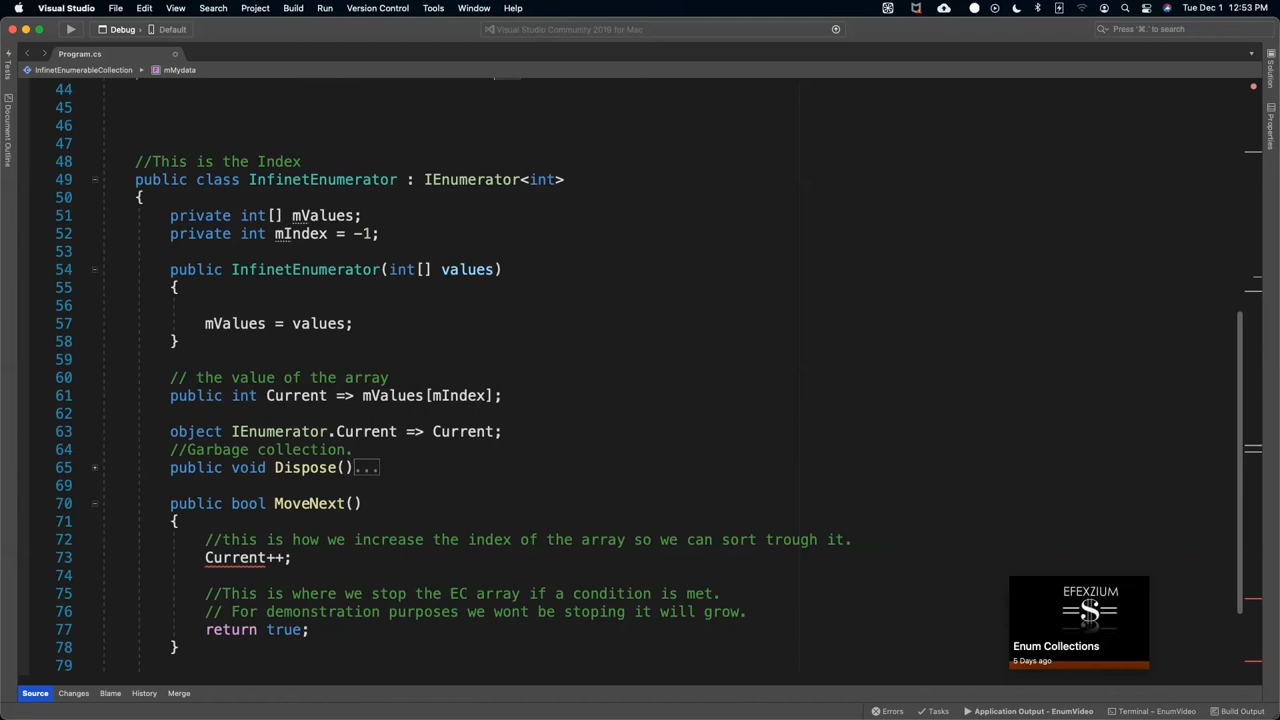 Visual Studio File Edit View Search Project Build Run Version Control Tools Window Help Tue Dec 1 12:53 PM
Debug › Default Visual Studio Community 2019 for Mac Press '⌘.' to search
Program.cs
InfinetEnumerableCollection › mMydata
Tests
Document Outline
Solution
Properties
44
45
46
47
48 //This is the Index
49 public class InfinetEnumerator : IEnumerator<int>
50 {
51 private int[] mValues;
52 private int mIndex = -1;
53
54 public InfinetEnumerator(int[] values)
55 {
56
57 mValues = values;
58 }
59
60 // the value of the array
61 public int Current => mValues[mIndex];
62
63 object IEnumerator.Current => Current;
64 //Garbage collection.
65 public void Dispose()...
69
70 public bool MoveNext()
71 {
72 //this is how we increase the index of the array so we can sort trough it.
73 Current++;
74
75 //This is where we stop the EC array if a condition is met.
76 // For demonstration purposes we wont be stoping it will grow.
77 return true;
78 }
79
EFEXZIUM
$
Enum Collections
5 Days ago
Source Changes Blame History Merge
Errors Tasks Application Output – EnumVideo Terminal – EnumVideo Build Output